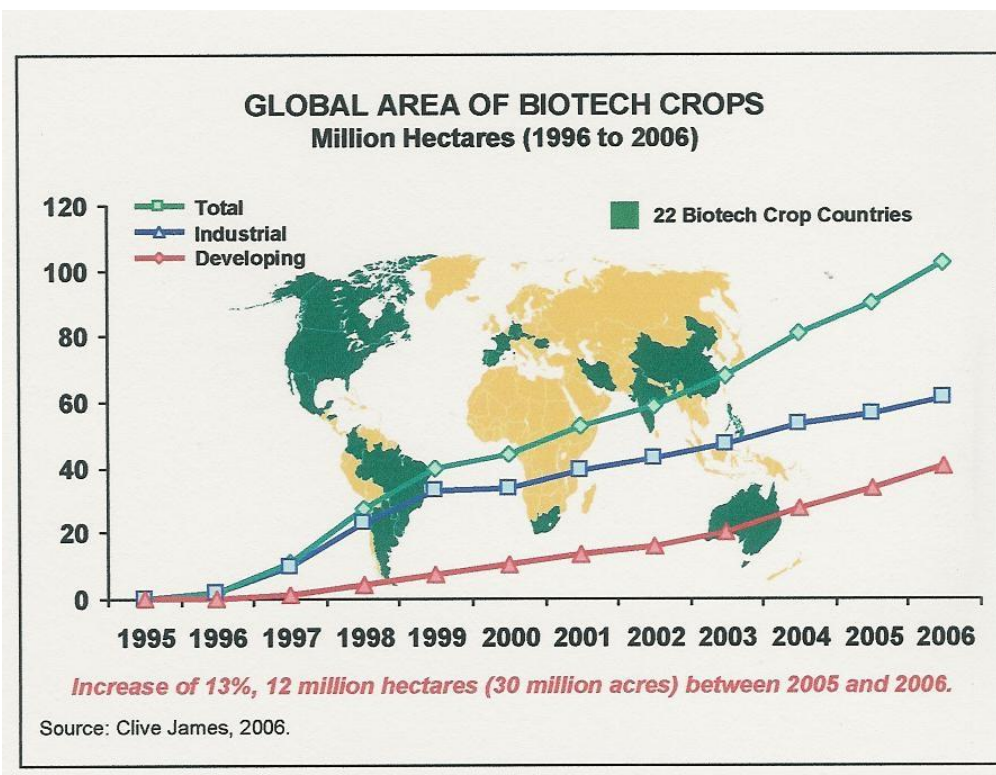 GLOBAL AREA OF BIOTECH CROPS
Million Hectares (1996 to 2006)
Total
Industrial
Developing
22 Biotech Crop Countries
120
100
80
60
40
20
0
1995 1996 1997 1998 1999 2000 2001 2002 2003 2004 2005 2006
Increase of 13%, 12 million hectares (30 million acres) between 2005 and 2006.
Source: Clive James, 2006.